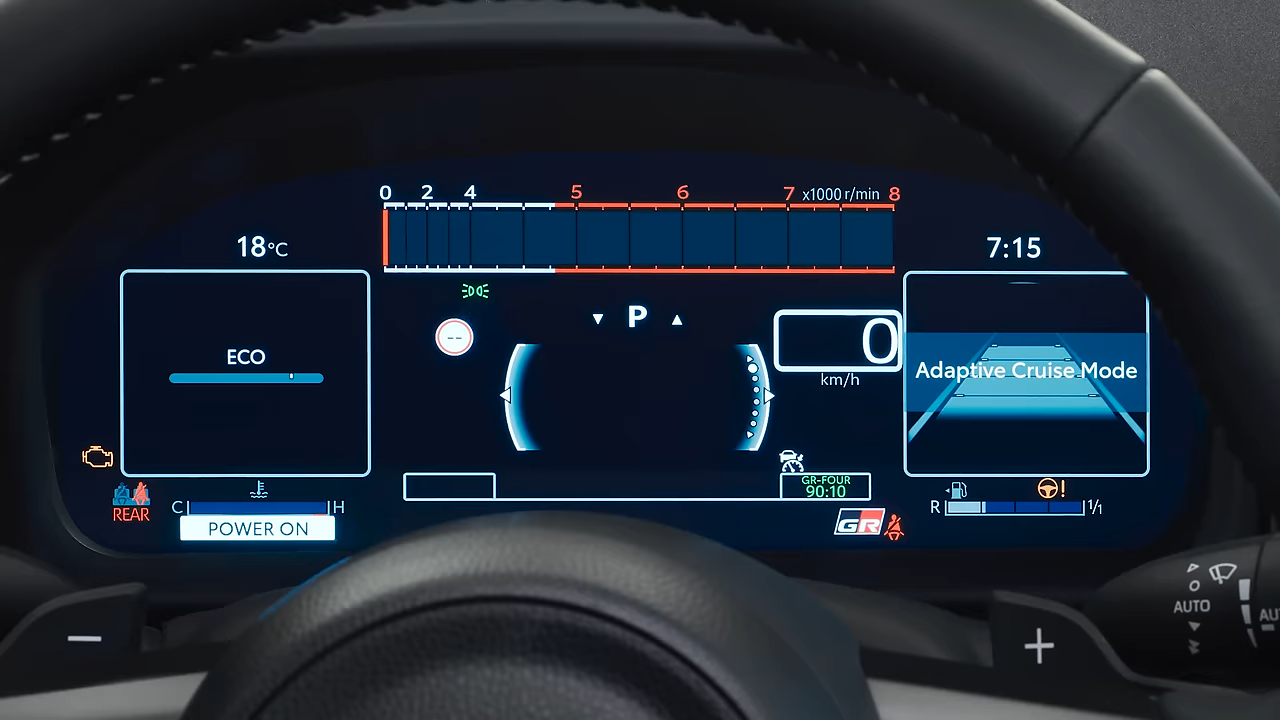 0 2 4 5 6 7 x1000 r/min 8
18°C
7:15
P
ECO
--
0
km/h
Adaptive Cruise Mode
REAR
C H
POWER ON
GR-FOUR
90:10
GR
R 1/1
!
−
+
AUTO
AU